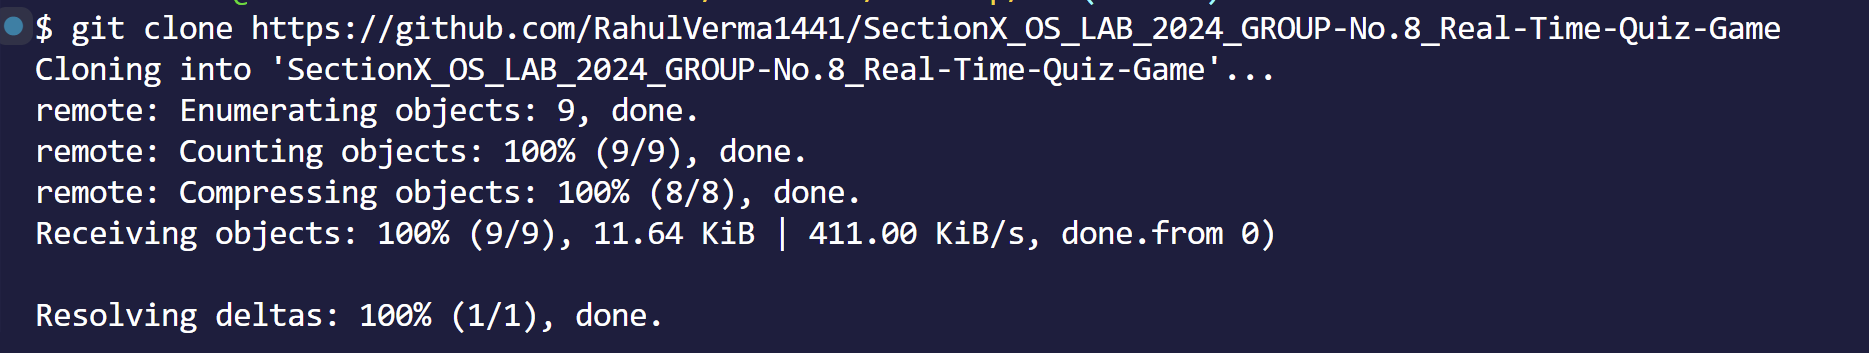 $ git clone https://github.com/RahulVerma1441/SectionX_OS_LAB_2024_GROUP-No.8_Real-Time-Quiz-Game
Cloning into 'SectionX_OS_LAB_2024_GROUP-No.8_Real-Time-Quiz-Game'...
remote: Enumerating objects: 9, done.
remote: Counting objects: 100% (9/9), done.
remote: Compressing objects: 100% (8/8), done.
Receiving objects: 100% (9/9), 11.64 KiB | 411.00 KiB/s, done.from 0)
Resolving deltas: 100% (1/1), done.